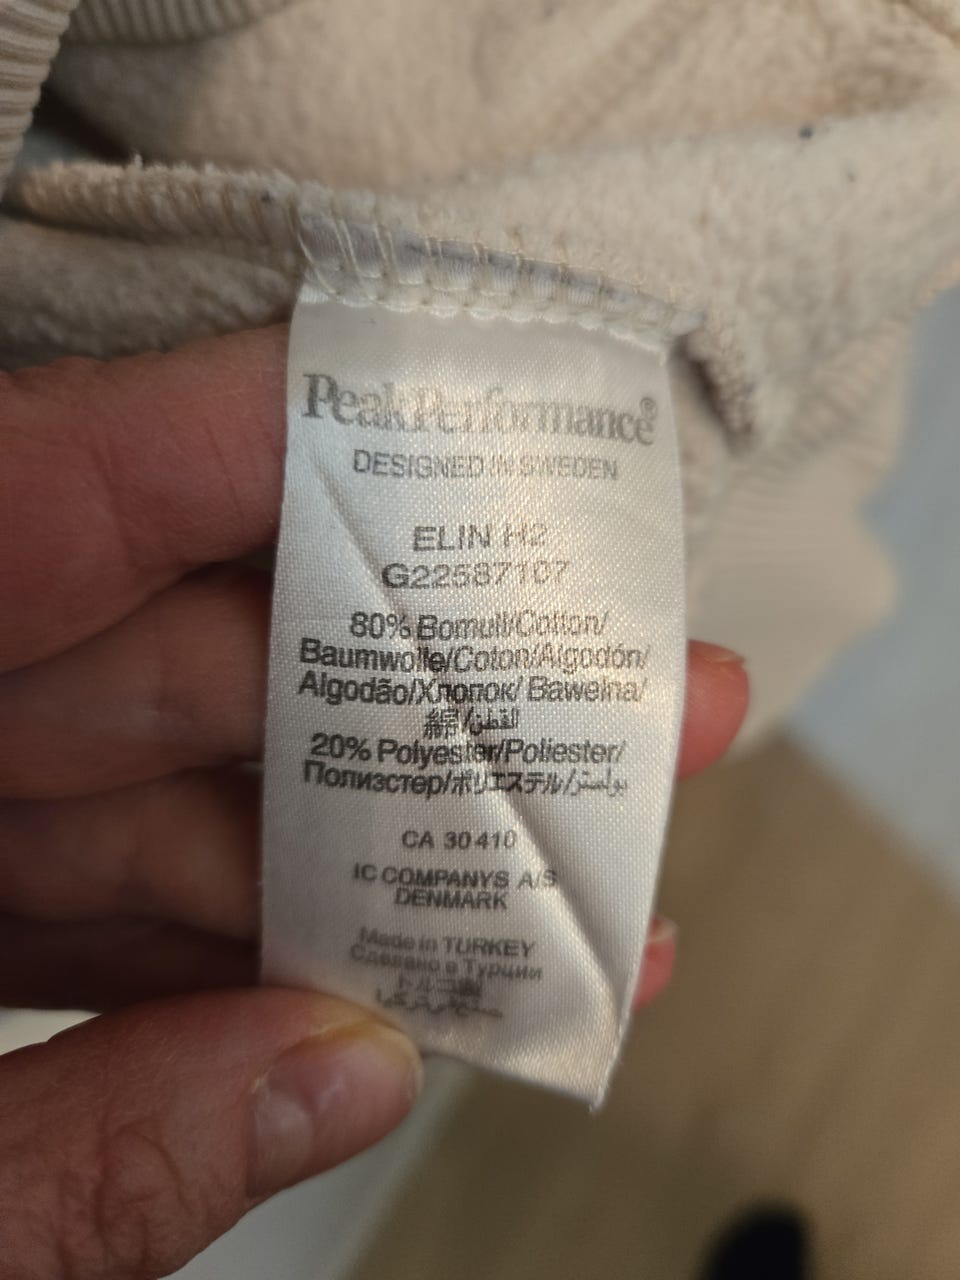 PeakPerformance®
DESIGNED IN SWEDEN
ELIN H2
G22587107
80% Bomull/Cotton/
Baumwolle/Coton/Algodón/
Algodão/Хлопок/ Bawełna/
綿/القطن
20% Polyester/Poliester/
Полиэстер/ポリエステル/بوليستر
CA 30410
IC COMPANYS A/S
DENMARK
Made in TURKEY
Сделано в Турции